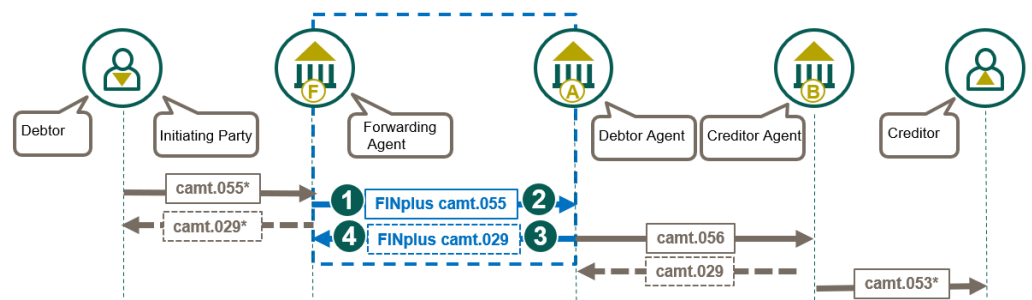 F
A
B
Debtor
Initiating Party
Forwarding
Agent
Debtor Agent
Creditor Agent
Creditor
camt.055*
1
FINplus camt.055
2
camt.029*
4
FINplus camt.029
3
camt.056
camt.029
camt.053*